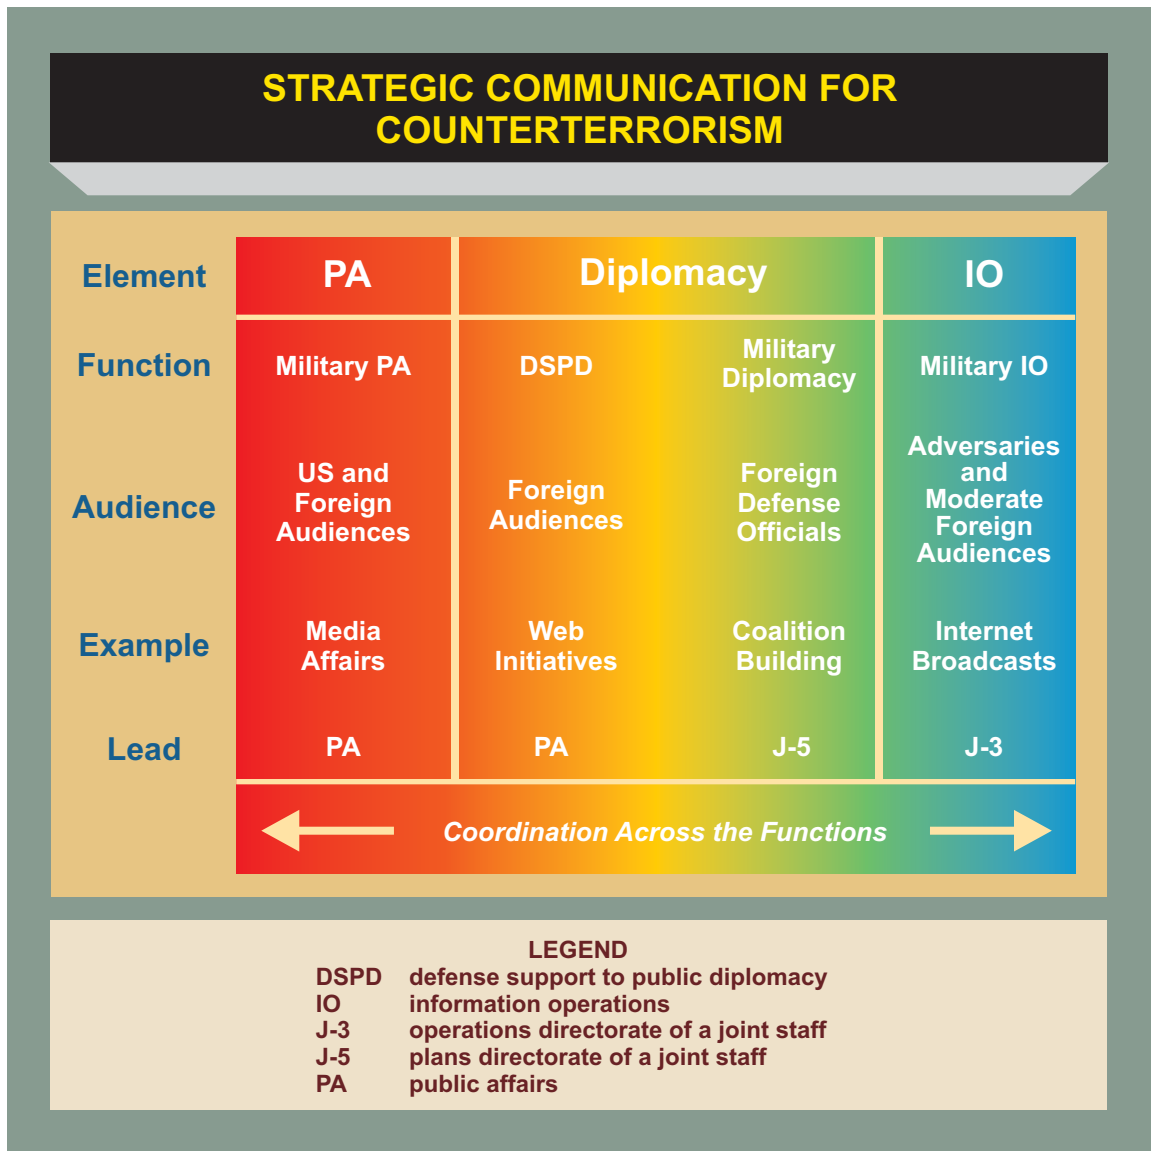 STRATEGIC COMMUNICATION FOR
COUNTERTERRORISM
Element PA Diplomacy IO
Function Military PA DSPD Military Diplomacy Military IO
Audience US and Foreign Audiences Foreign Audiences Foreign Defense Officials Adversaries and Moderate Foreign Audiences
Example Media Affairs Web Initiatives Coalition Building Internet Broadcasts
Lead PA PA J-5 J-3
Coordination Across the Functions
LEGEND
DSPD defense support to public diplomacy
IO information operations
J-3 operations directorate of a joint staff
J-5 plans directorate of a joint staff
PA public affairs